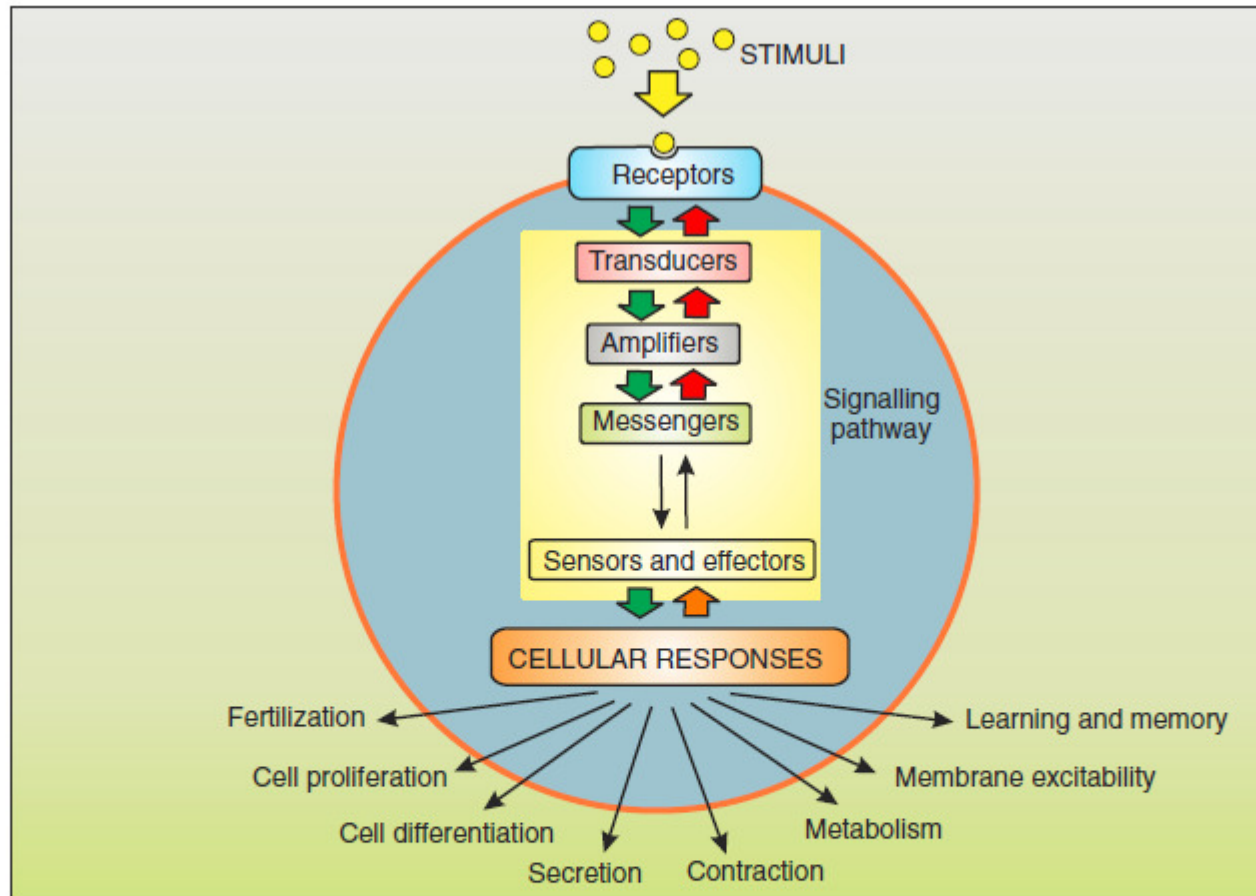 STIMULI
Receptors
Transducers
Amplifiers
Messengers
Signalling
pathway
Sensors and effectors
CELLULAR RESPONSES
Fertilization
Learning and memory
Cell proliferation
Membrane excitability
Cell differentiation
Metabolism
Secretion
Contraction